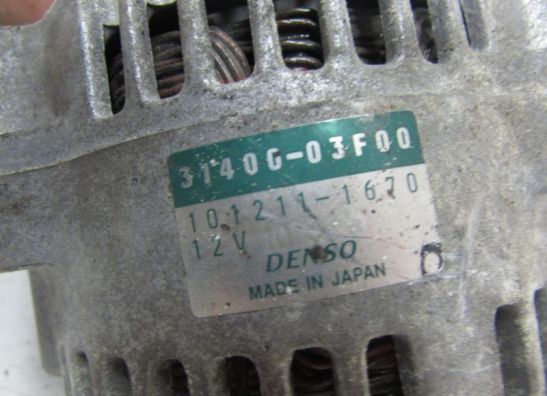 31400-03F00
101211-1670
12V
DENSO
MADE IN JAPAN